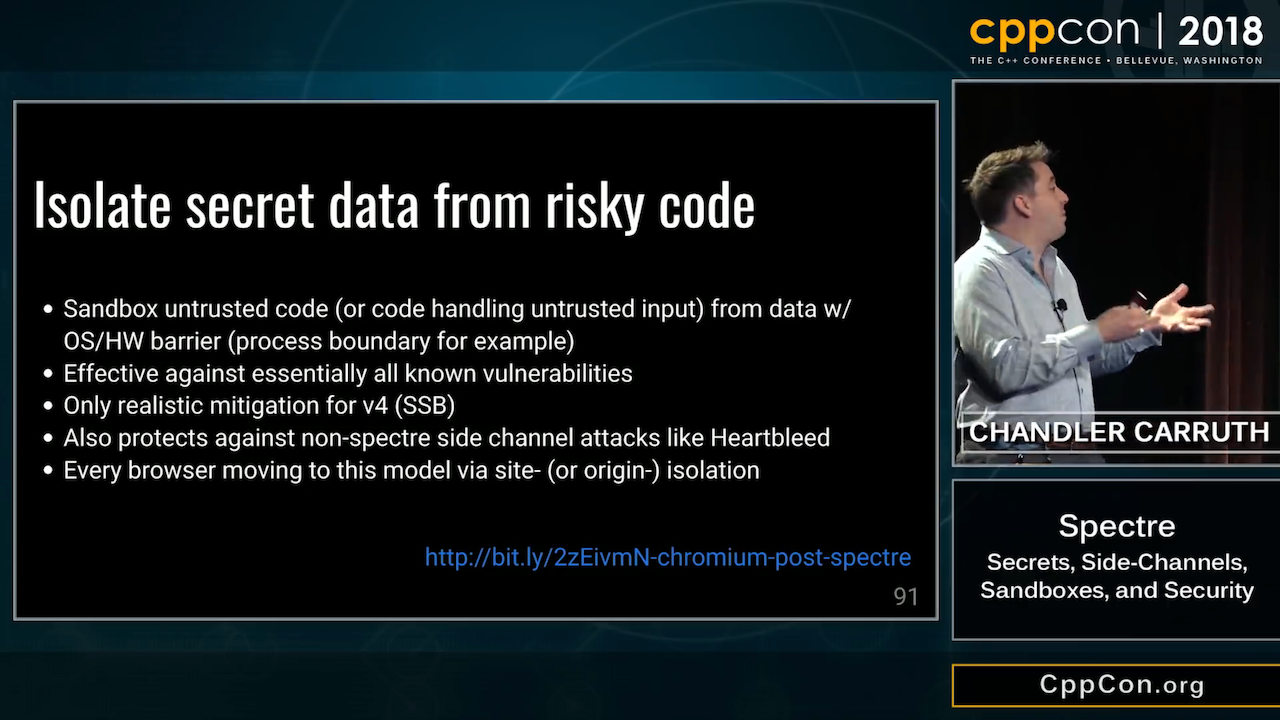 cppcon | 2018
THE C++ CONFERENCE • BELLEVUE, WASHINGTON
Isolate secret data from risky code
• Sandbox untrusted code (or code handling untrusted input) from data w/
OS/HW barrier (process boundary for example)
• Effective against essentially all known vulnerabilities
• Only realistic mitigation for v4 (SSB)
• Also protects against non-spectre side channel attacks like Heartbleed
• Every browser moving to this model via site- (or origin-) isolation
http://bit.ly/2zEivmN-chromium-post-spectre
91
CHANDLER CARRUTH
Spectre
Secrets, Side-Channels,
Sandboxes, and Security
CppCon.org